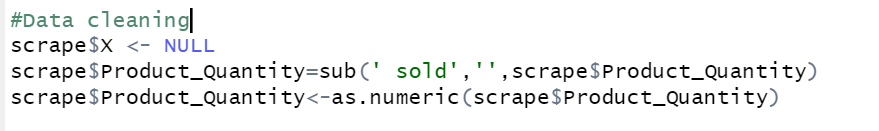 #Data cleaning
scrape$X <- NULL
scrape$Product_Quantity=sub(' sold','',scrape$Product_Quantity)
scrape$Product_Quantity<-as.numeric(scrape$Product_Quantity)